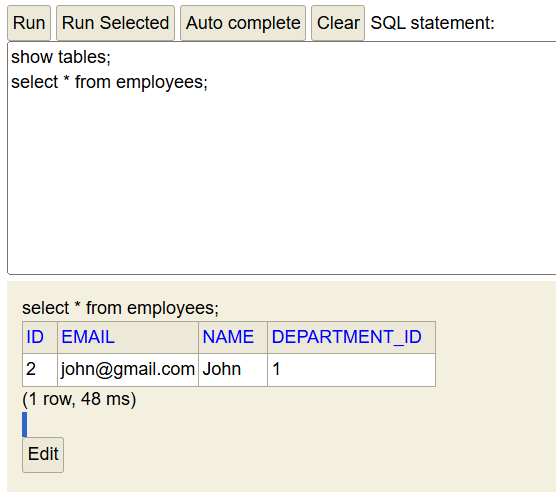 Run Run Selected Auto complete Clear SQL statement:
show tables;
select * from employees;
select * from employees;
ID EMAIL NAME DEPARTMENT_ID
2 john@gmail.com John 1
(1 row, 48 ms)
Edit